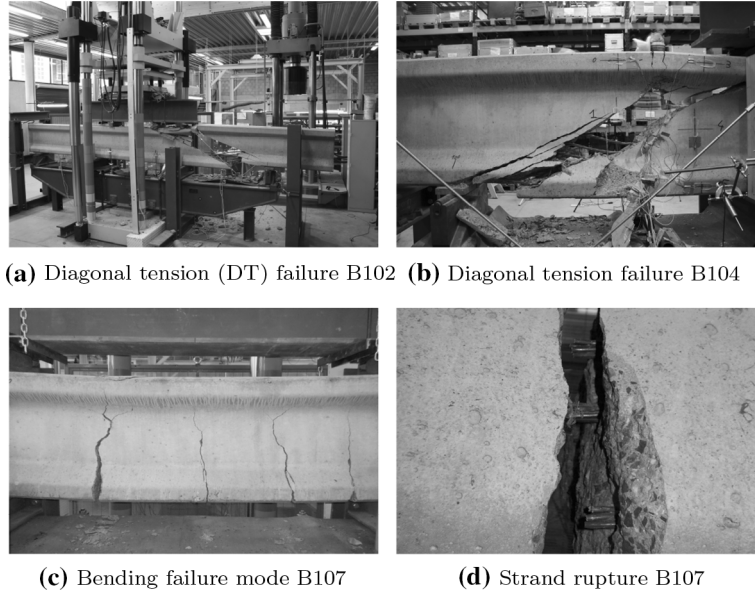 (a) Diagonal tension (DT) failure B102
(b) Diagonal tension failure B104
(c) Bending failure mode B107
(d) Strand rupture B107